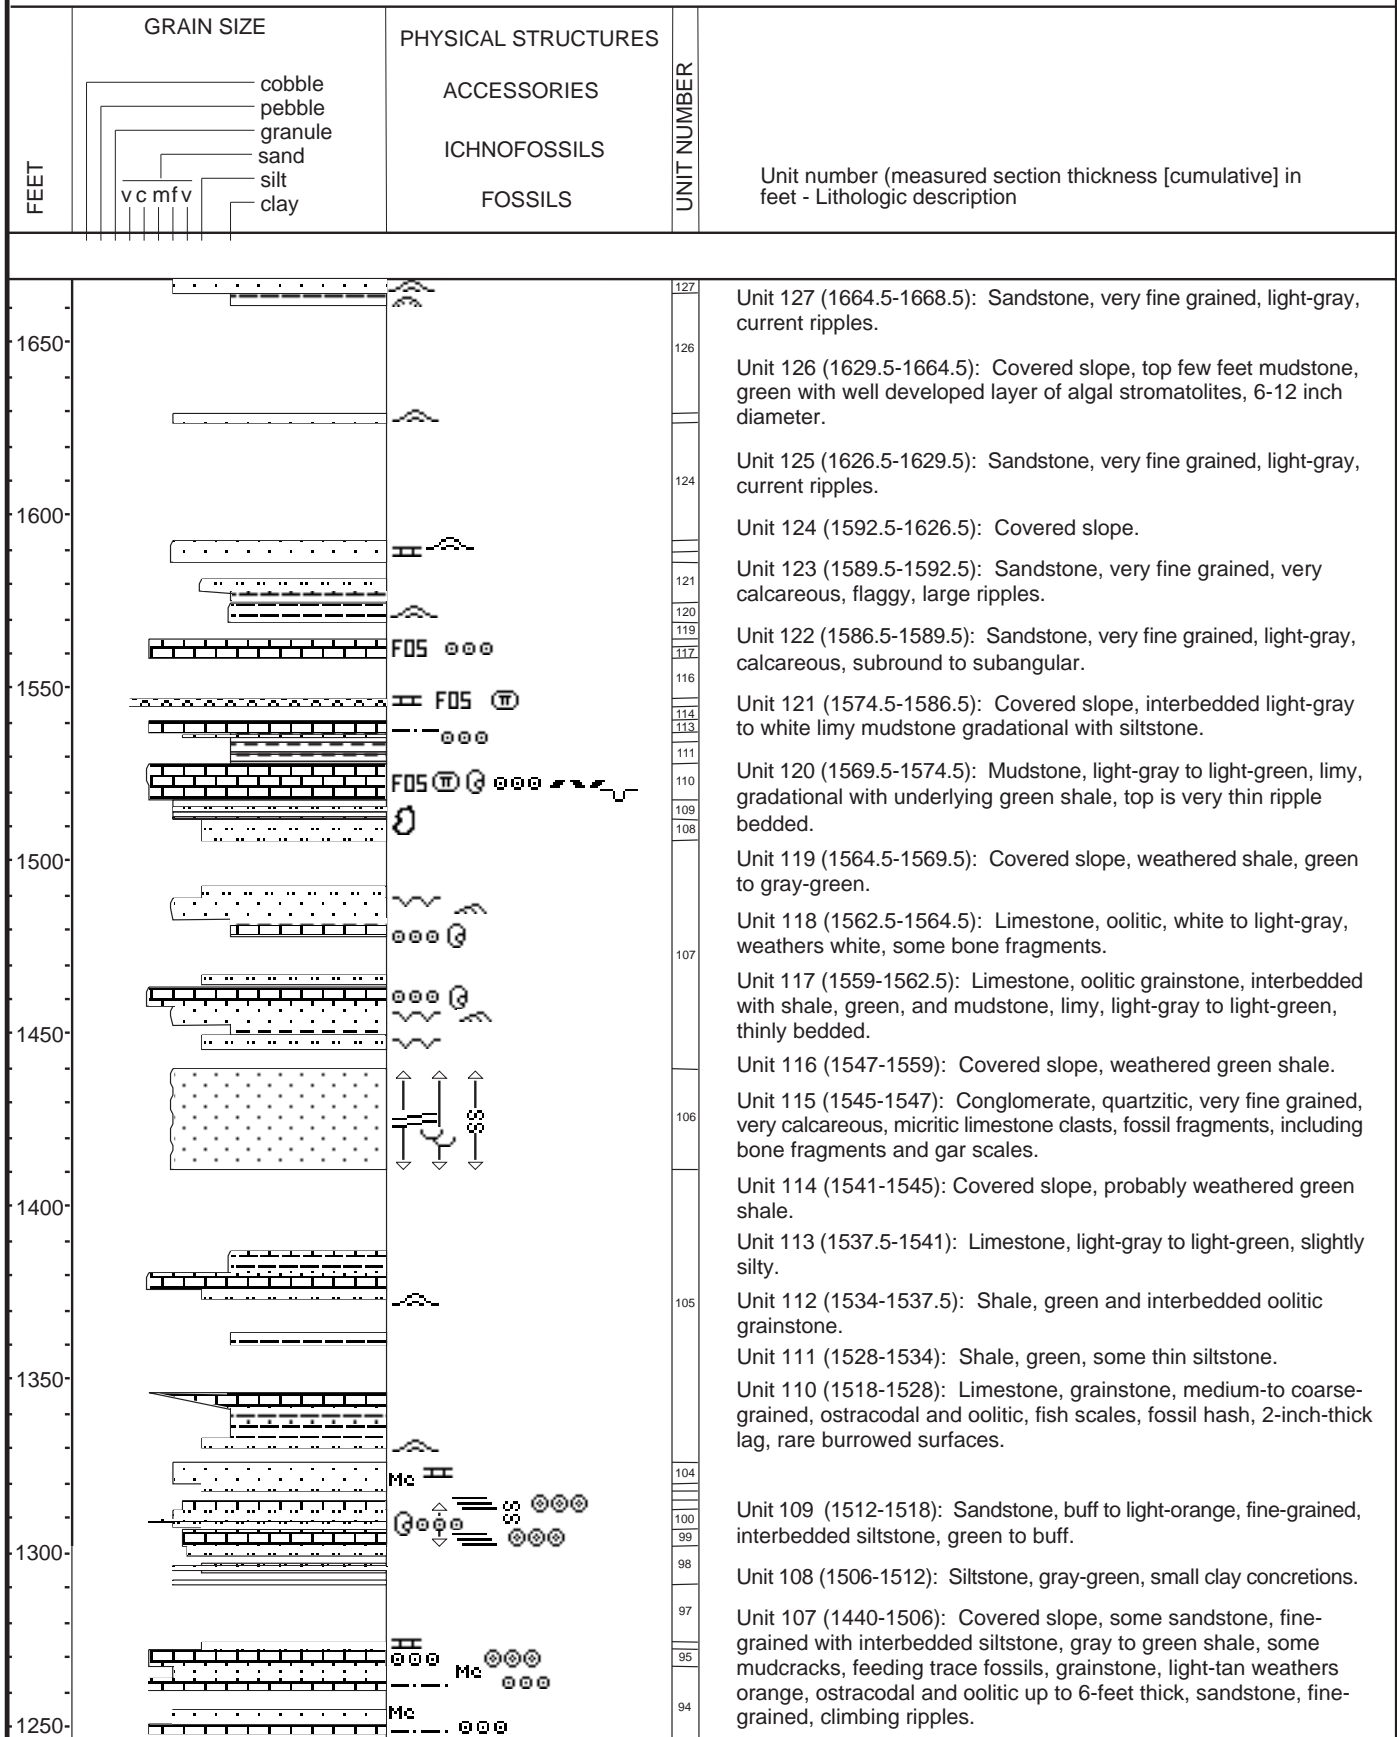 GRAIN SIZE
PHYSICAL STRUCTURES
ACCESSORIES
ICHNOFOSSILS
FOSSILS
cobble
pebble
granule
sand
silt
clay
v c m f v
FEET
UNIT NUMBER
Unit number (measured section thickness [cumulative] in
feet - Lithologic description
1650
1600
1550
1500
1450
1400
1350
1300
1250
FOS
FOS
FOS
SS
Mc
SS
Mc
Mc
127
126
124
121
120
119
117
116
114
113
111
110
109
108
107
106
105
104
100
99
98
97
95
94
Unit 127 (1664.5-1668.5): Sandstone, very fine grained, light-gray,
current ripples.
Unit 126 (1629.5-1664.5): Covered slope, top few feet mudstone,
green with well developed layer of algal stromatolites, 6-12 inch
diameter.
Unit 125 (1626.5-1629.5): Sandstone, very fine grained, light-gray,
current ripples.
Unit 124 (1592.5-1626.5): Covered slope.
Unit 123 (1589.5-1592.5): Sandstone, very fine grained, very
calcareous, flaggy, large ripples.
Unit 122 (1586.5-1589.5): Sandstone, very fine grained, light-gray,
calcareous, subround to subangular.
Unit 121 (1574.5-1586.5): Covered slope, interbedded light-gray
to white limy mudstone gradational with siltstone.
Unit 120 (1569.5-1574.5): Mudstone, light-gray to light-green, limy,
gradational with underlying green shale, top is very thin ripple
bedded.
Unit 119 (1564.5-1569.5): Covered slope, weathered shale, green
to gray-green.
Unit 118 (1562.5-1564.5): Limestone, oolitic, white to light-gray,
weathers white, some bone fragments.
Unit 117 (1559-1562.5): Limestone, oolitic grainstone, interbedded
with shale, green, and mudstone, limy, light-gray to light-green,
thinly bedded.
Unit 116 (1547-1559): Covered slope, weathered green shale.
Unit 115 (1545-1547): Conglomerate, quartzitic, very fine grained,
very calcareous, micritic limestone clasts, fossil fragments, including
bone fragments and gar scales.
Unit 114 (1541-1545): Covered slope, probably weathered green
shale.
Unit 113 (1537.5-1541): Limestone, light-gray to light-green, slightly
silty.
Unit 112 (1534-1537.5): Shale, green and interbedded oolitic
grainstone.
Unit 111 (1528-1534): Shale, green, some thin siltstone.
Unit 110 (1518-1528): Limestone, grainstone, medium-to coarse-
grained, ostracodal and oolitic, fish scales, fossil hash, 2-inch-thick
lag, rare burrowed surfaces.
Unit 109 (1512-1518): Sandstone, buff to light-orange, fine-grained,
interbedded siltstone, green to buff.
Unit 108 (1506-1512): Siltstone, gray-green, small clay concretions.
Unit 107 (1440-1506): Covered slope, some sandstone, fine-
grained with interbedded siltstone, gray to green shale, some
mudcracks, feeding trace fossils, grainstone, light-tan weathers
orange, ostracodal and oolitic up to 6-feet thick, sandstone, fine-
grained, climbing ripples.